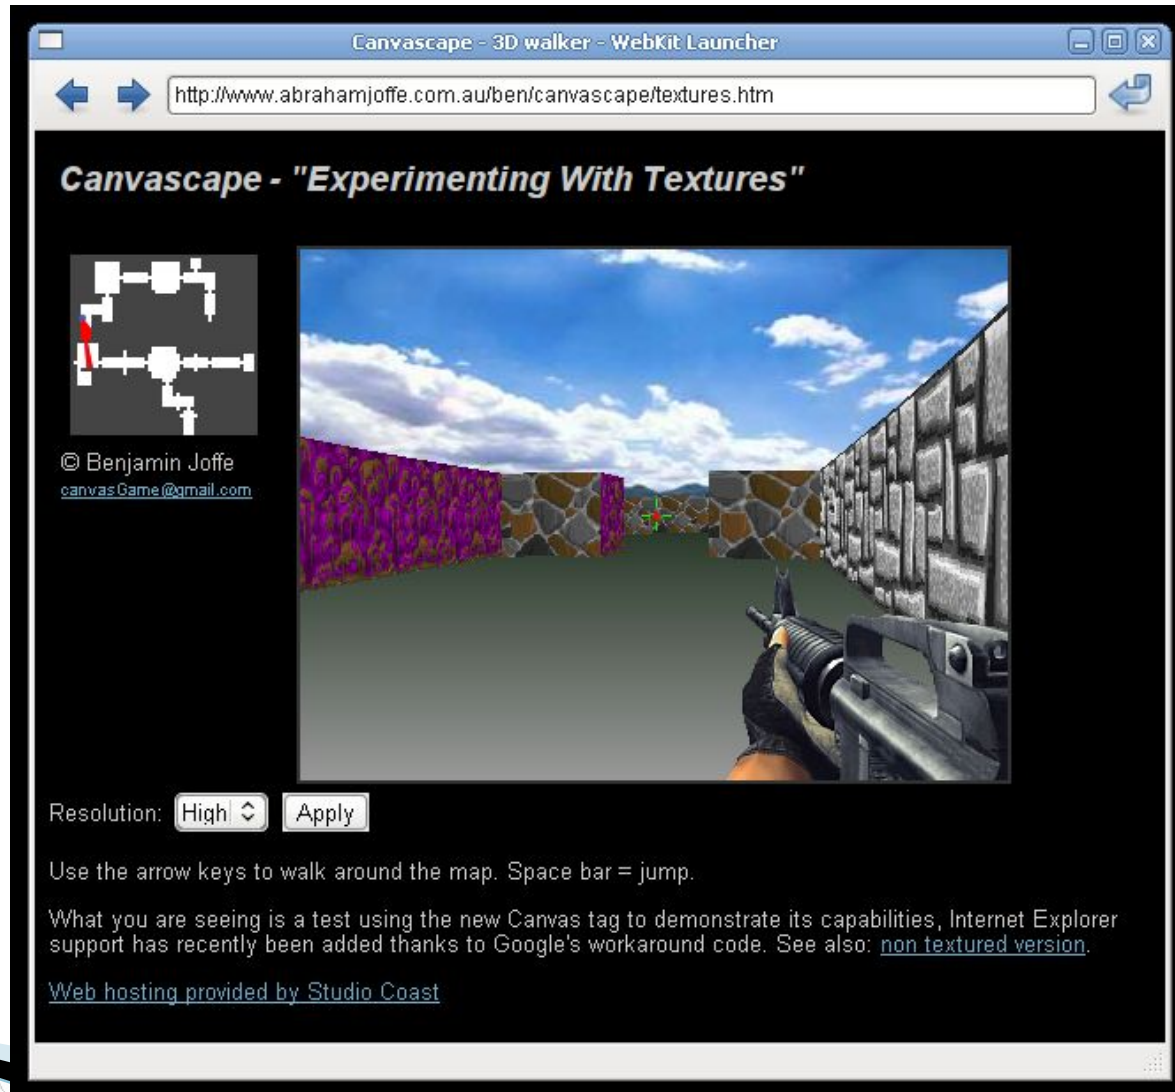 Canvascape - 3D walker - WebKit Launcher
http://www.abrahamjoffe.com.au/ben/canvascape/textures.htm
Canvascape - "Experimenting With Textures"
© Benjamin Joffe
canvasGame@gmail.com
Resolution: High Apply
Use the arrow keys to walk around the map. Space bar = jump.
What you are seeing is a test using the new Canvas tag to demonstrate its capabilities, Internet Explorer
support has recently been added thanks to Google's workaround code. See also: non textured version.
Web hosting provided by Studio Coast